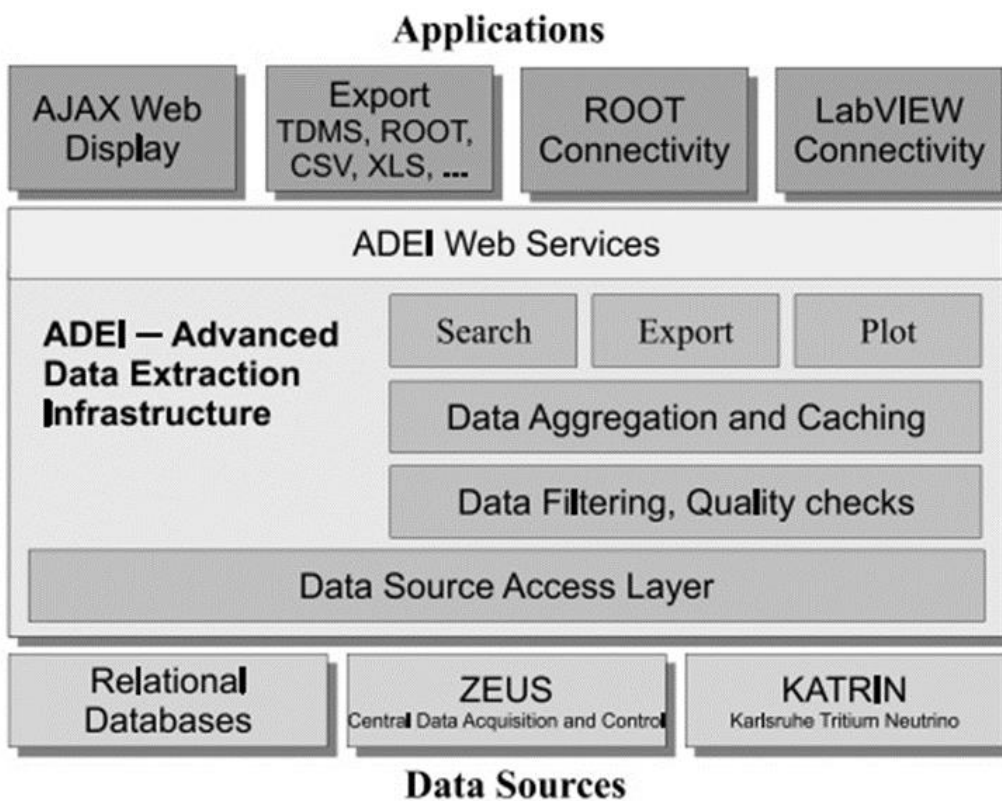 Applications
AJAX Web
Display
Export
TDMS, ROOT,
CSV, XLS, ...
ROOT
Connectivity
LabVIEW
Connectivity
ADEI Web Services
ADEI — Advanced
Data Extraction
Infrastructure
Search
Export
Plot
Data Aggregation and Caching
Data Filtering, Quality checks
Data Source Access Layer
Relational
Databases
ZEUS
Central Data Acquisition and Control
KATRIN
Karlsruhe Tritium Neutrino
Data Sources